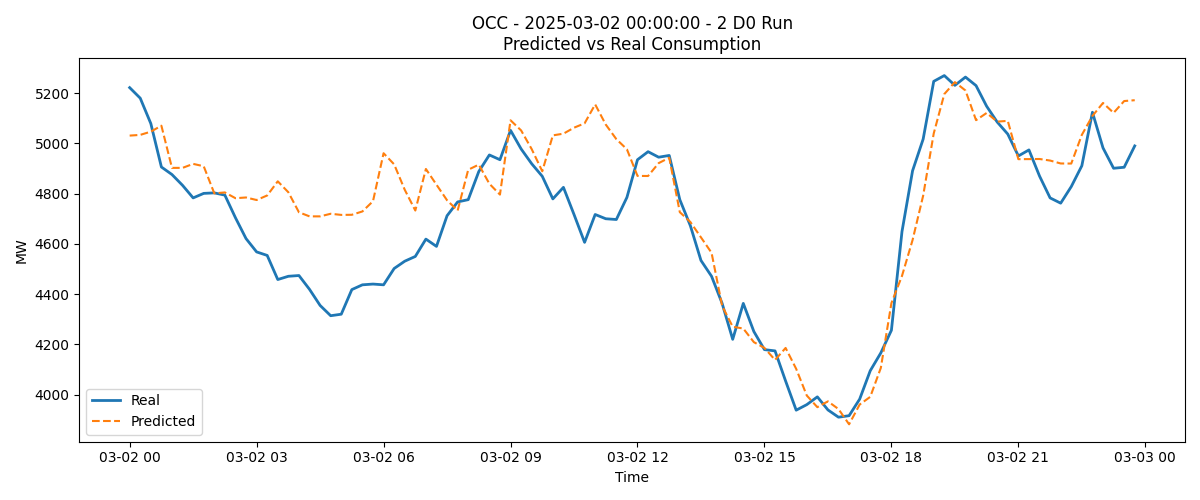 OCC - 2025-03-02 00:00:00 - 2 D0 Run
Predicted vs Real Consumption
MW
5200
5000
4800
4600
4400
4200
4000
Real
Predicted
03-02 00 03-02 03 03-02 06 03-02 09 03-02 12 03-02 15 03-02 18 03-02 21 03-03 00
Time